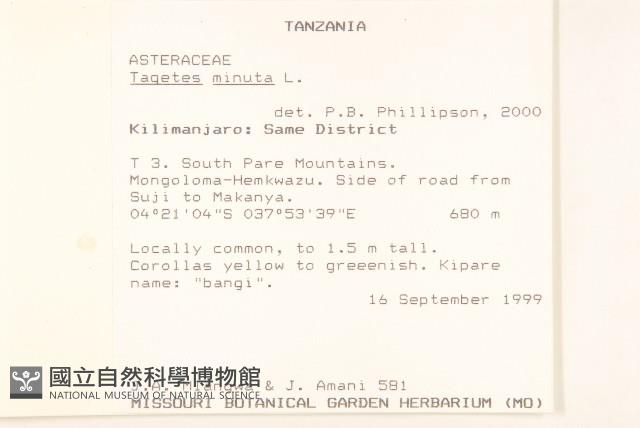 TANZANIA
ASTERACEAE
Tagetes minuta L.
det. P.B. Phillipson, 2000
Kilimanjaro: Same District
T 3. South Pare Mountains.
Mongoloma-Hemkwazu. Side of road from
Suji to Makanya.
04°21'04"S 037°53'39"E 680 m
Locally common, to 1.5 m tall.
Corollas yellow to greeenish. Kipare
name: "bangi".
16 September 1999
國立自然科學博物館
NATIONAL MUSEUM OF NATURAL SCIENCE
& J. Amani 581
MISSOURI BOTANICAL GARDEN HERBARIUM (MO)